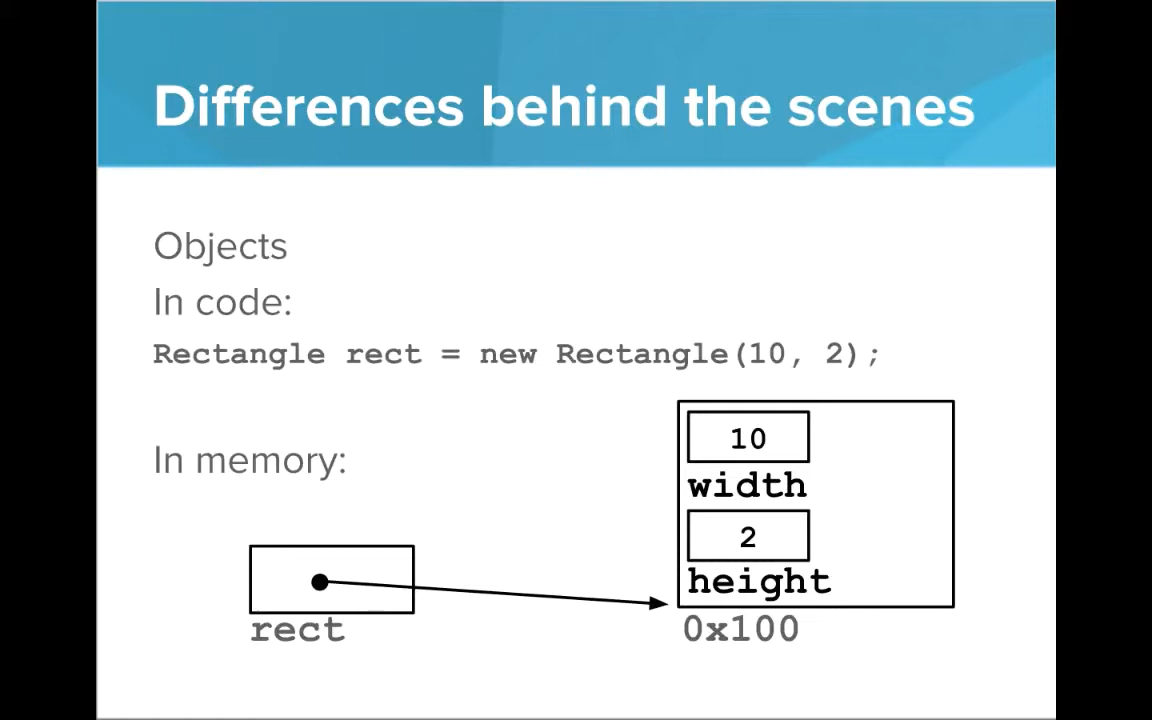 Differences behind the scenes
Objects
In code:
Rectangle rect = new Rectangle(10, 2);
In memory:
10
width
2
height
rect
0x100